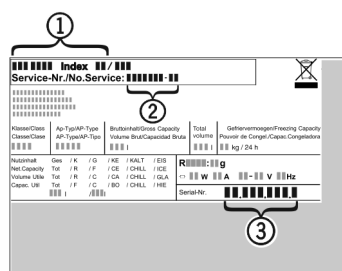 1
Index /
Service-Nr./No.Service: -
2
Klasse/Class Ap-Typ/AP-Type Bruttoinhalt/Gross Capacity Total Gefriervermoegen/Freezing Capacity
Classe/Clase AP-Type/AP-Tipo Volume Brut/Capacidad Bruta volume Pouvoir de Congel./Capac.Congeladora
l l kg / 24 h
Nutzinhalt Ges / K / G / KE / KALT / EIS
Net Capacity Tot / R / F / CE / CHILL / ICE
Volume Utile Tot / R / C / CA / CHILL / GLA
Capac. Util Tot / F / C / BO / CHILL / HIE
l / l
R : g
W A - V Hz
Serial-Nr.
3